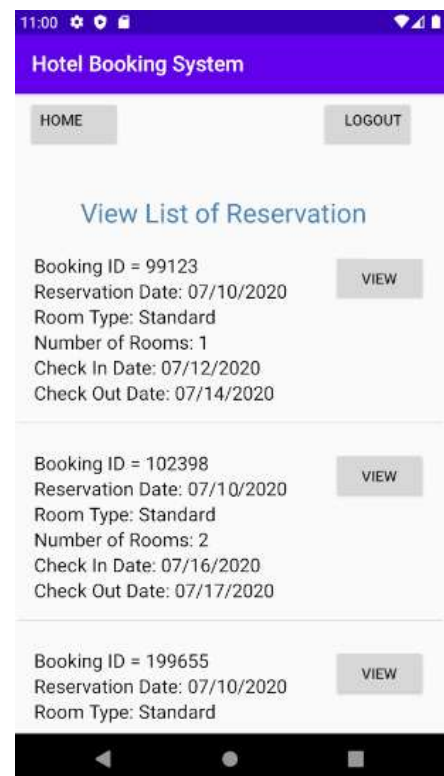 11:00
Hotel Booking System
HOME
LOGOUT
View List of Reservation
Booking ID = 99123
VIEW
Reservation Date: 07/10/2020
Room Type: Standard
Number of Rooms: 1
Check In Date: 07/12/2020
Check Out Date: 07/14/2020
Booking ID = 102398
VIEW
Reservation Date: 07/10/2020
Room Type: Standard
Number of Rooms: 2
Check In Date: 07/16/2020
Check Out Date: 07/17/2020
Booking ID = 199655
VIEW
Reservation Date: 07/10/2020
Room Type: Standard